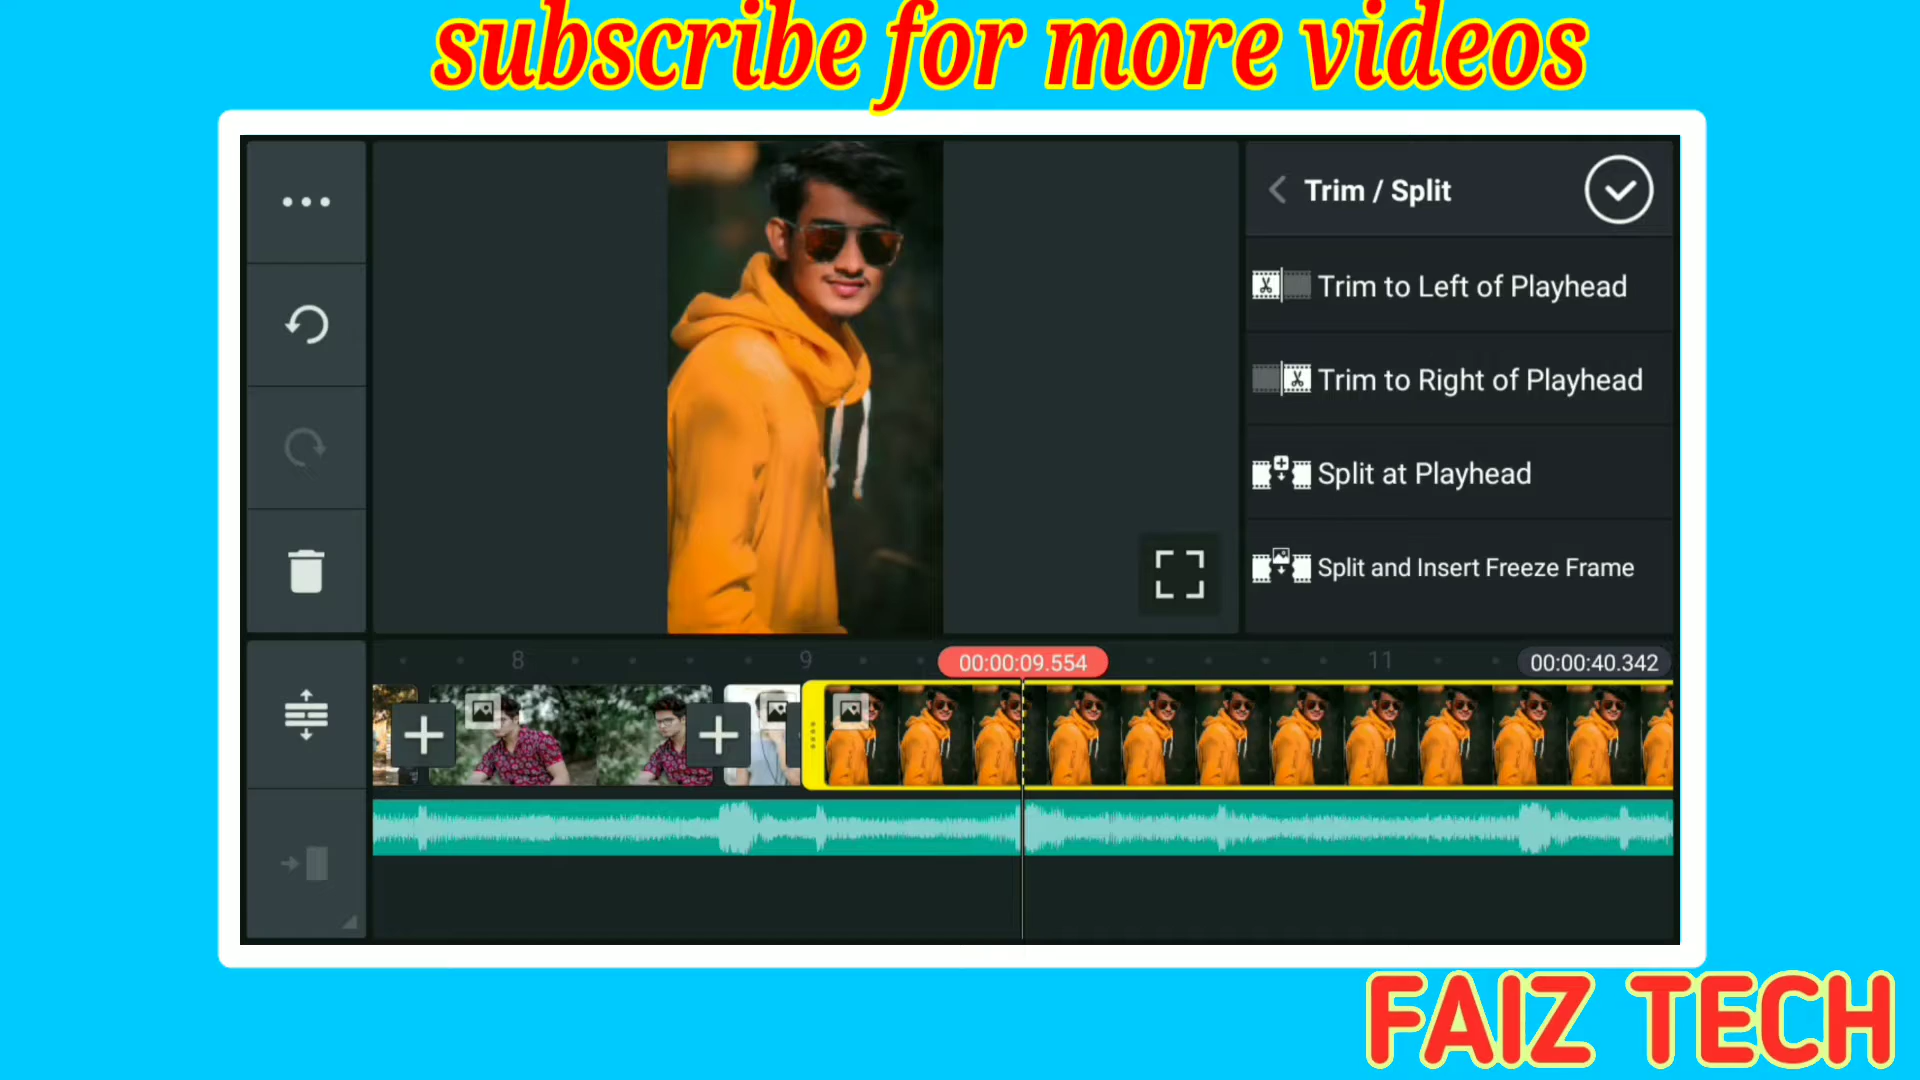 subscribe for more videos
Trim / Split
Trim to Left of Playhead
Trim to Right of Playhead
Split at Playhead
Split and Insert Freeze Frame
8
9
00:00:09.554
11
00:00:40.342
FAIZ TECH